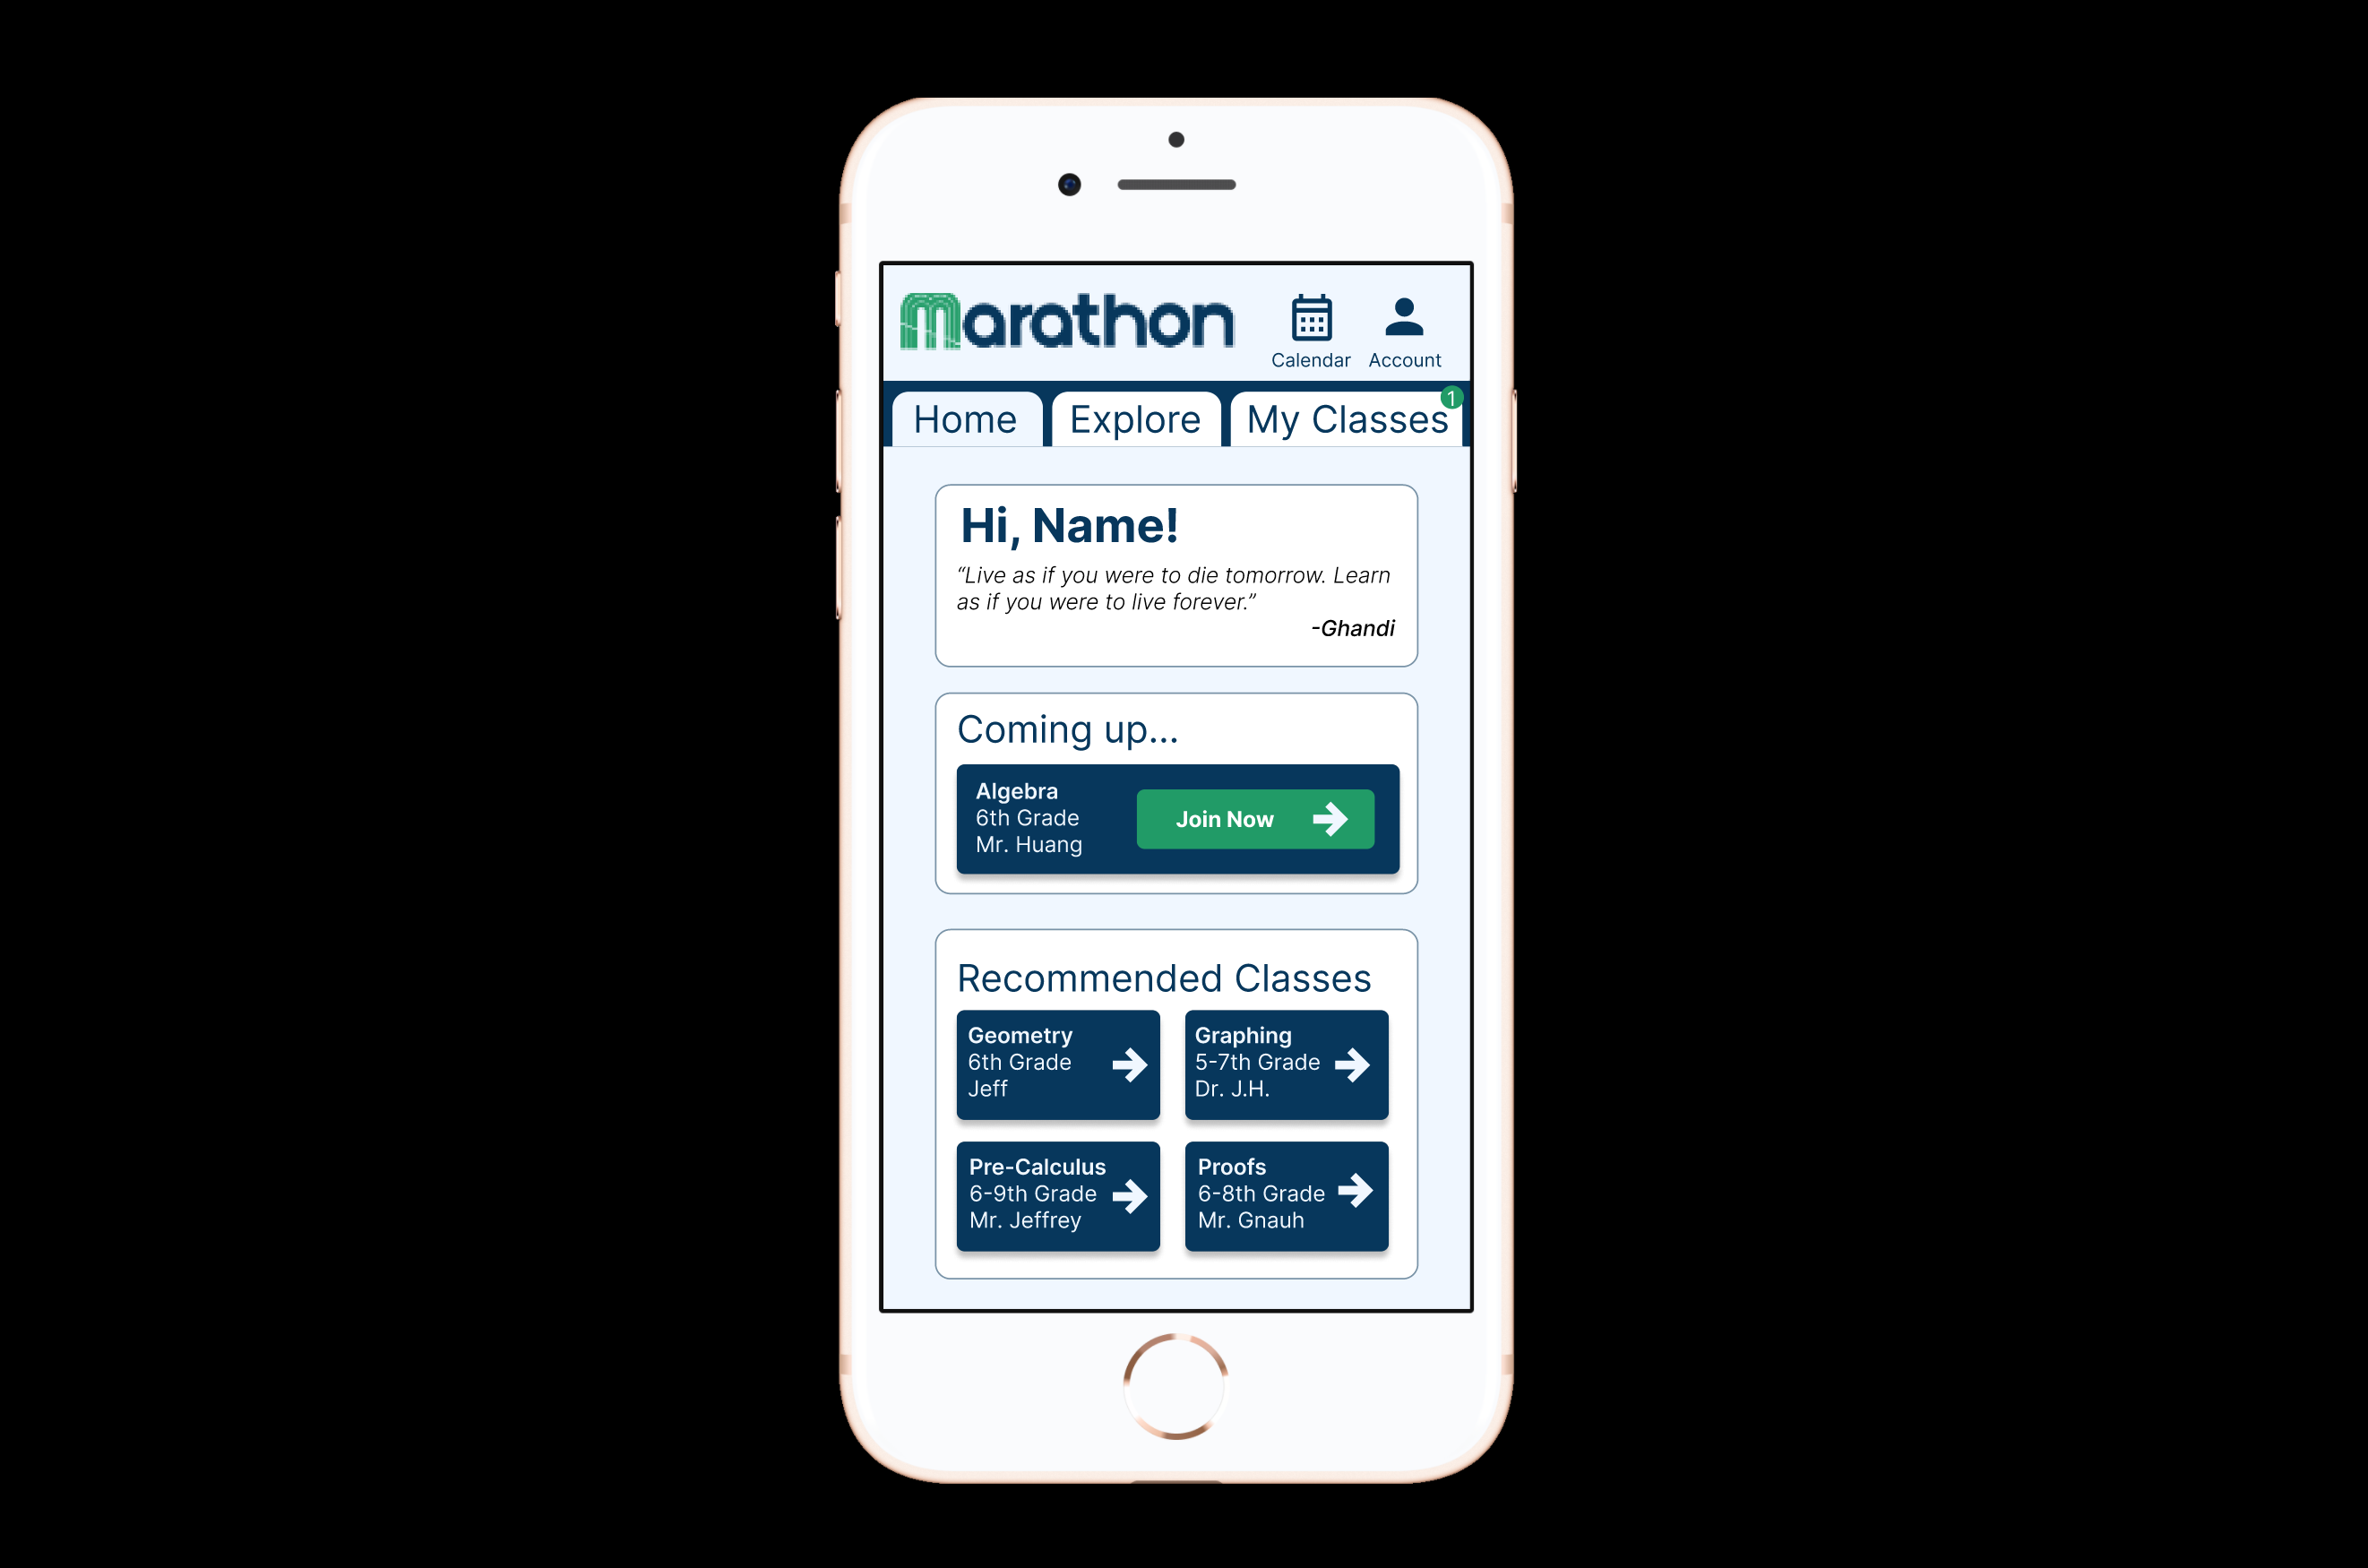 marathon
Calendar Account
Home Explore My Classes 1
Hi, Name!
“Live as if you were to die tomorrow. Learn
as if you were to live forever.”
-Ghandi
Coming up...
Algebra
6th Grade
Mr. Huang
Join Now
Recommended Classes
Geometry
6th Grade
Jeff
Graphing
5-7th Grade
Dr. J.H.
Pre-Calculus
6-9th Grade
Mr. Jeffrey
Proofs
6-8th Grade
Mr. Gnauh